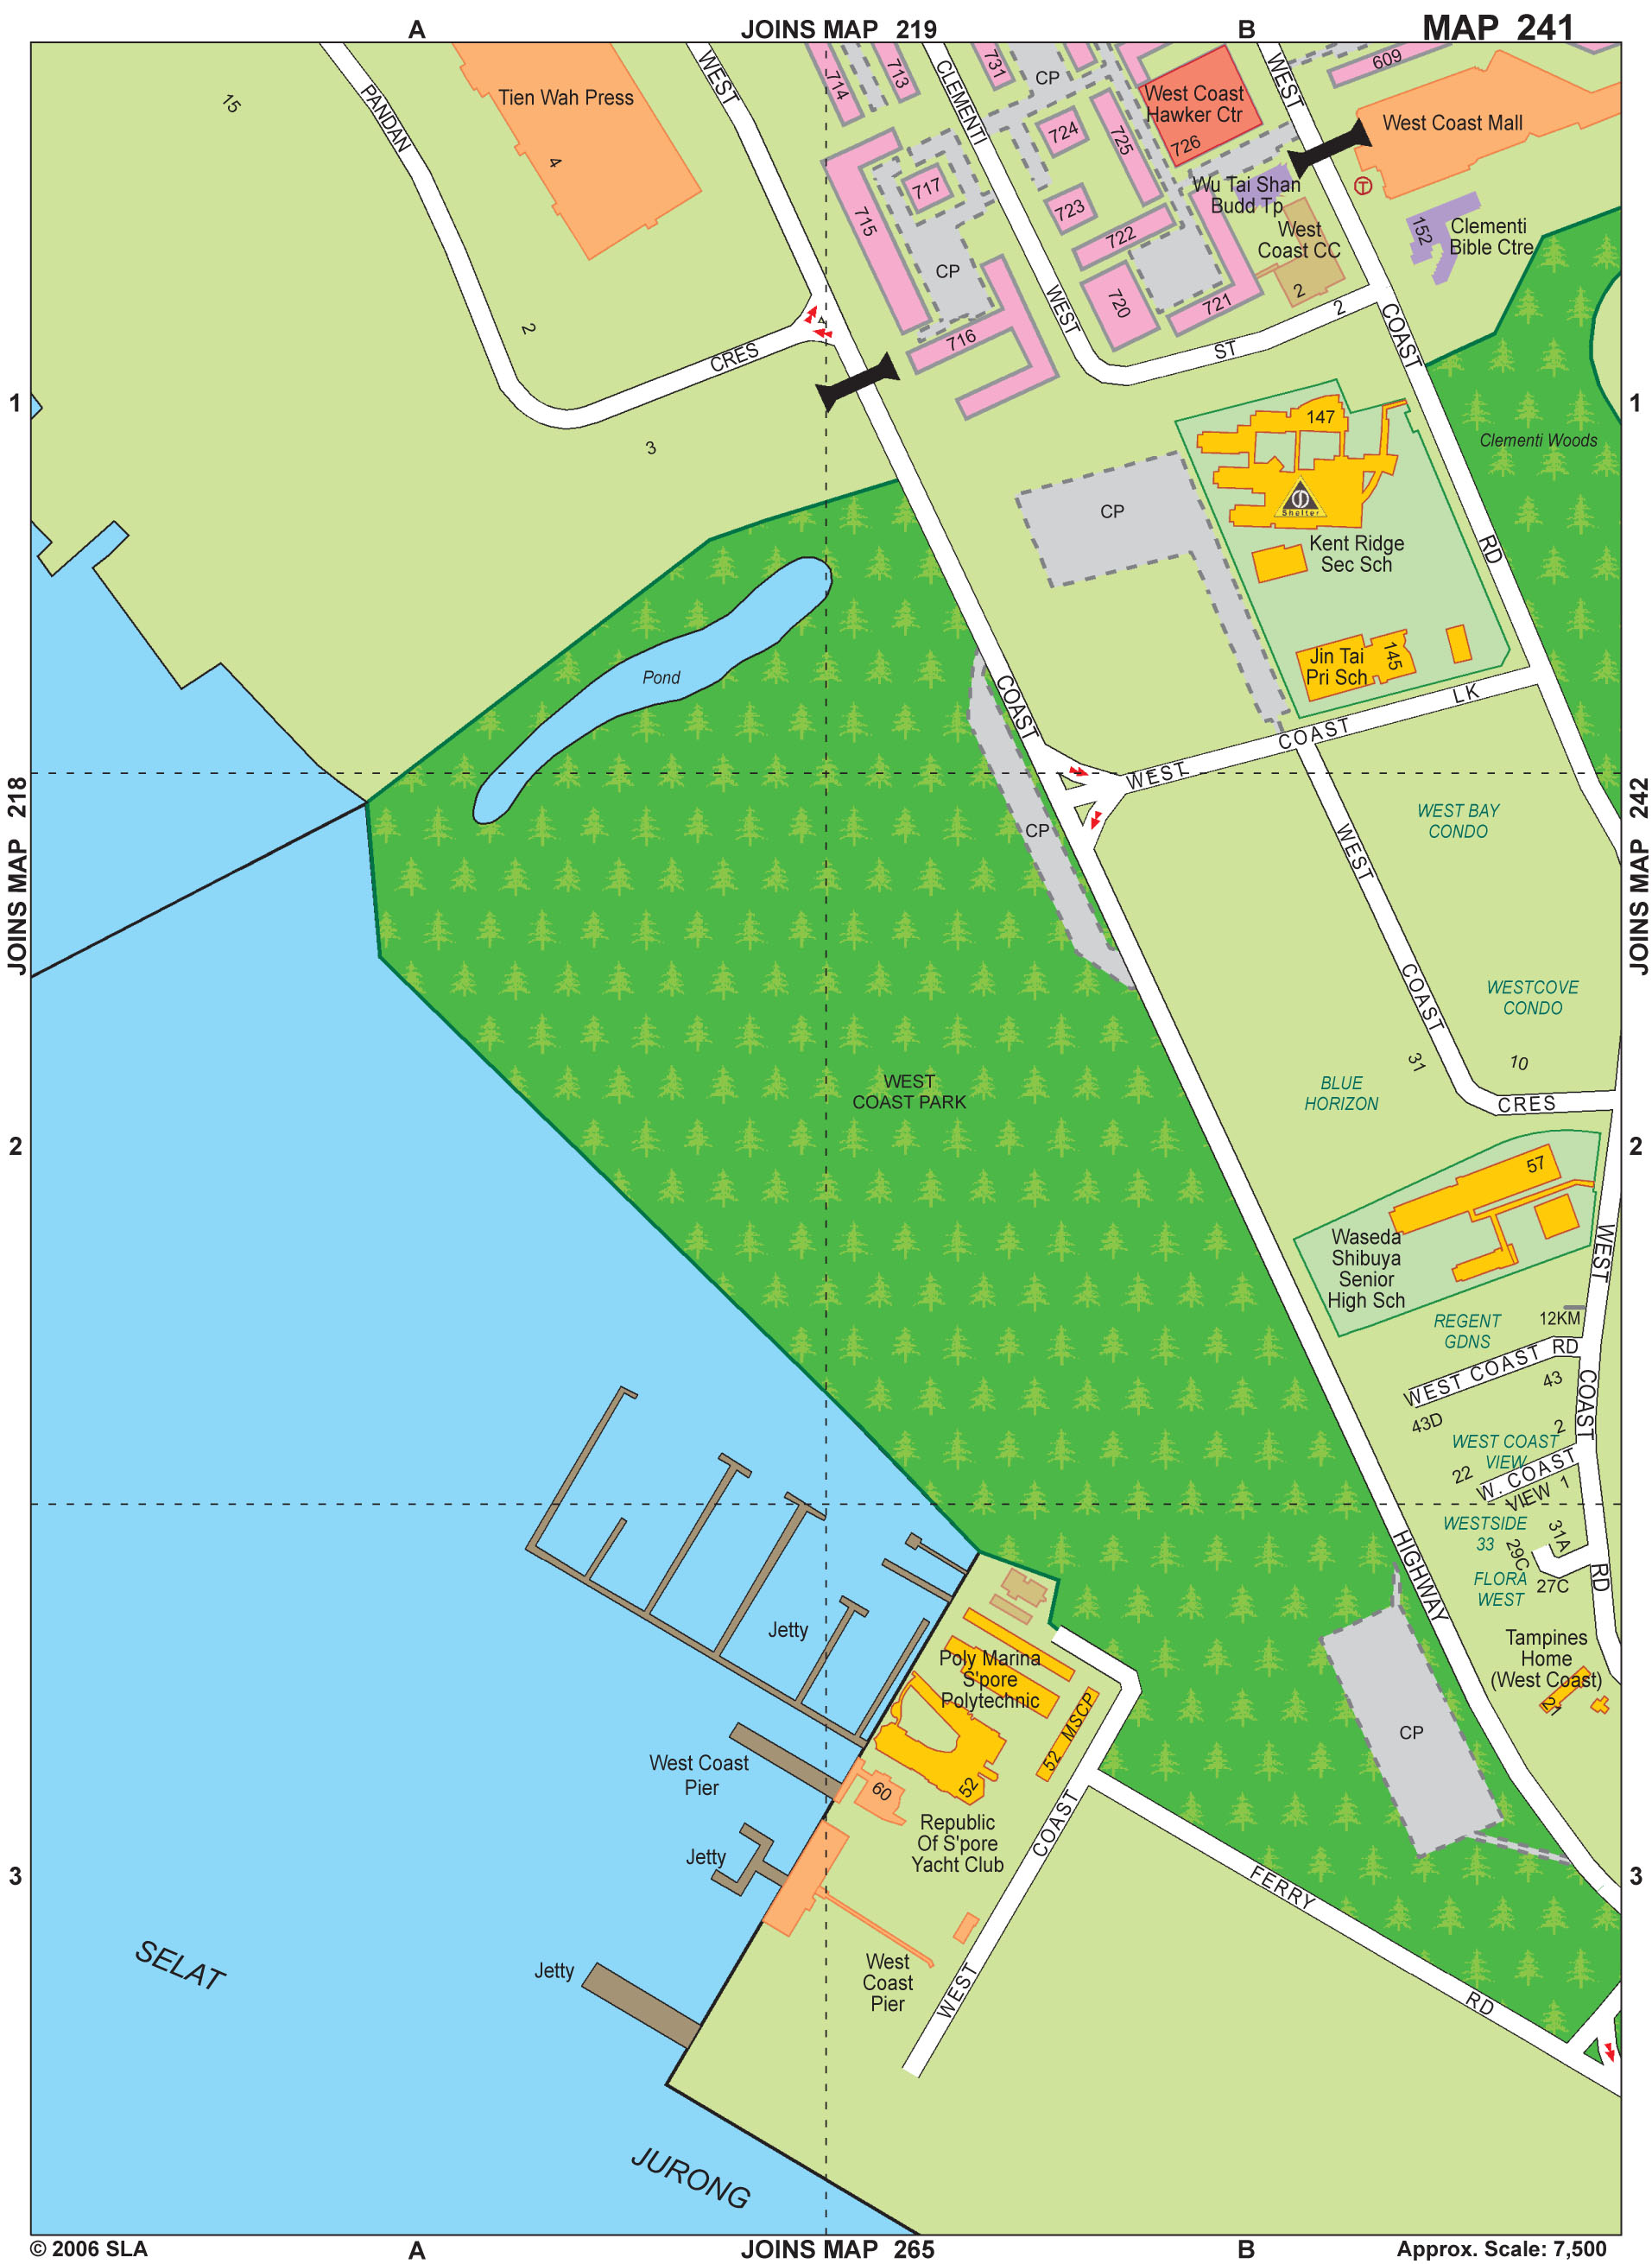 A
JOINS MAP 219
B
MAP 241
15
PANDAN
Tien Wah Press
4
WEST
714
713
CLEMENTI
731
CP
724
725
West Coast
Hawker Ctr
726
WEST
609
West Coast Mall
717
715
723
722
Wu Tai Shan
Budd Tp
West
Coast CC
T
152
Clementi
Bible Ctre
CP
2
CRES
716
WEST
720
721
2
ST
2
COAST
1
1
3
147
Clementi Woods
CP
Shelter
Kent Ridge
Sec Sch
RD
Pond
COAST
Jin Tai
Pri Sch
145
LK
COAST
WEST
JOINS MAP 218
JOINS MAP 242
CP
WEST
WEST BAY
CONDO
COAST
WESTCOVE
CONDO
31
10
WEST
COAST PARK
BLUE
HORIZON
CRES
2
2
57
Waseda
Shibuya
Senior
High Sch
WEST
12KM
REGENT
GDNS
WEST COAST RD
43
43D
COAST
2
WEST COAST
VIEW
22
W. COAST
VIEW
1
WESTSIDE
33
31A
29C
27C
FLORA
WEST
RD
HIGHWAY
Jetty
Poly Marina
S'pore
Polytechnic
52 MSCP
Tampines
Home
(West Coast)
21
CP
West Coast
Pier
60
52
Republic
Of S'pore
Yacht Club
COAST
Jetty
FERRY
3
3
SELAT
Jetty
West
Coast
Pier
WEST
RD
JURONG
© 2006 SLA
A
JOINS MAP 265
B
Approx. Scale: 7,500